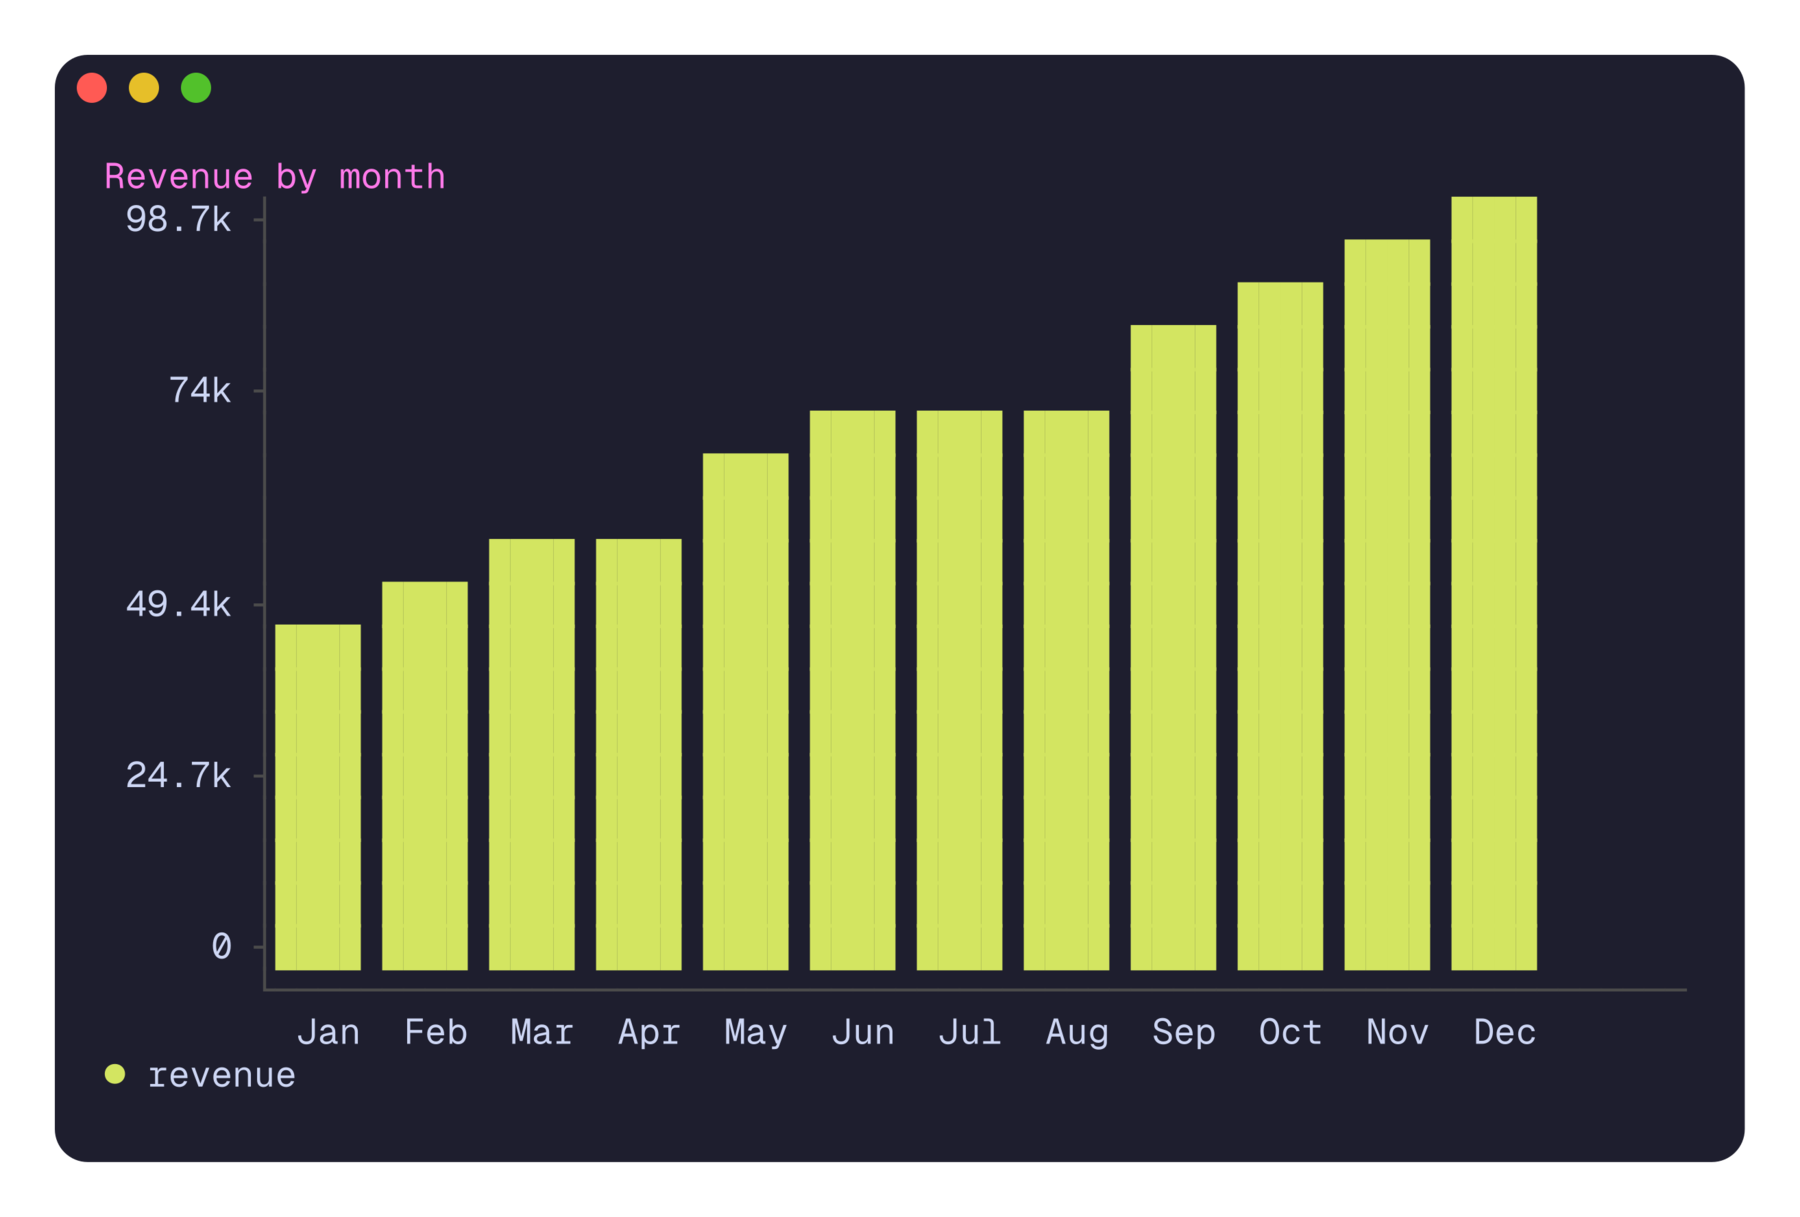 Revenue by month
98.7k
74k
49.4k
24.7k
0
Jan Feb Mar Apr May Jun Jul Aug Sep Oct Nov Dec
revenue